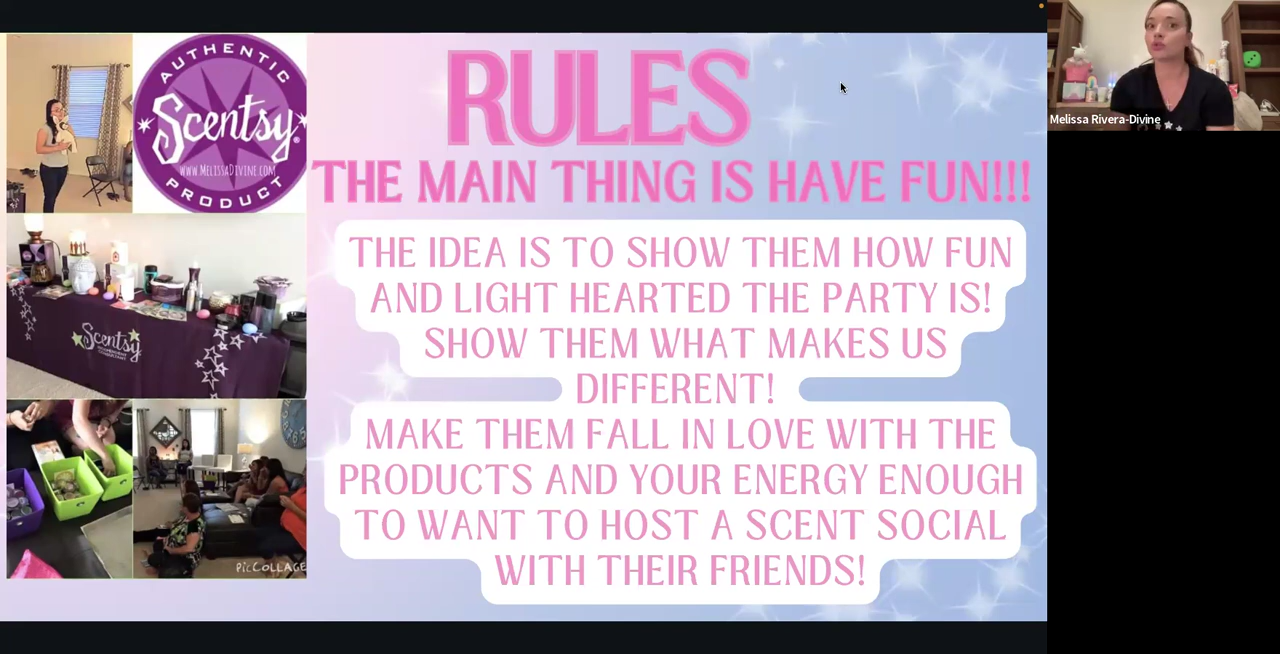 AUTHENTIC
Scentsy®
WWW.MELISSADIVINE.COM
PRODUCT
Scentsy
PICCOLLAGE
RULES
THE MAIN THING IS HAVE FUN!!!
THE IDEA IS TO SHOW THEM HOW FUN
AND LIGHT HEARTED THE PARTY IS!
SHOW THEM WHAT MAKES US
DIFFERENT!
MAKE THEM FALL IN LOVE WITH THE
PRODUCTS AND YOUR ENERGY ENOUGH
TO WANT TO HOST A SCENT SOCIAL
WITH THEIR FRIENDS!
Melissa Rivera-Divine